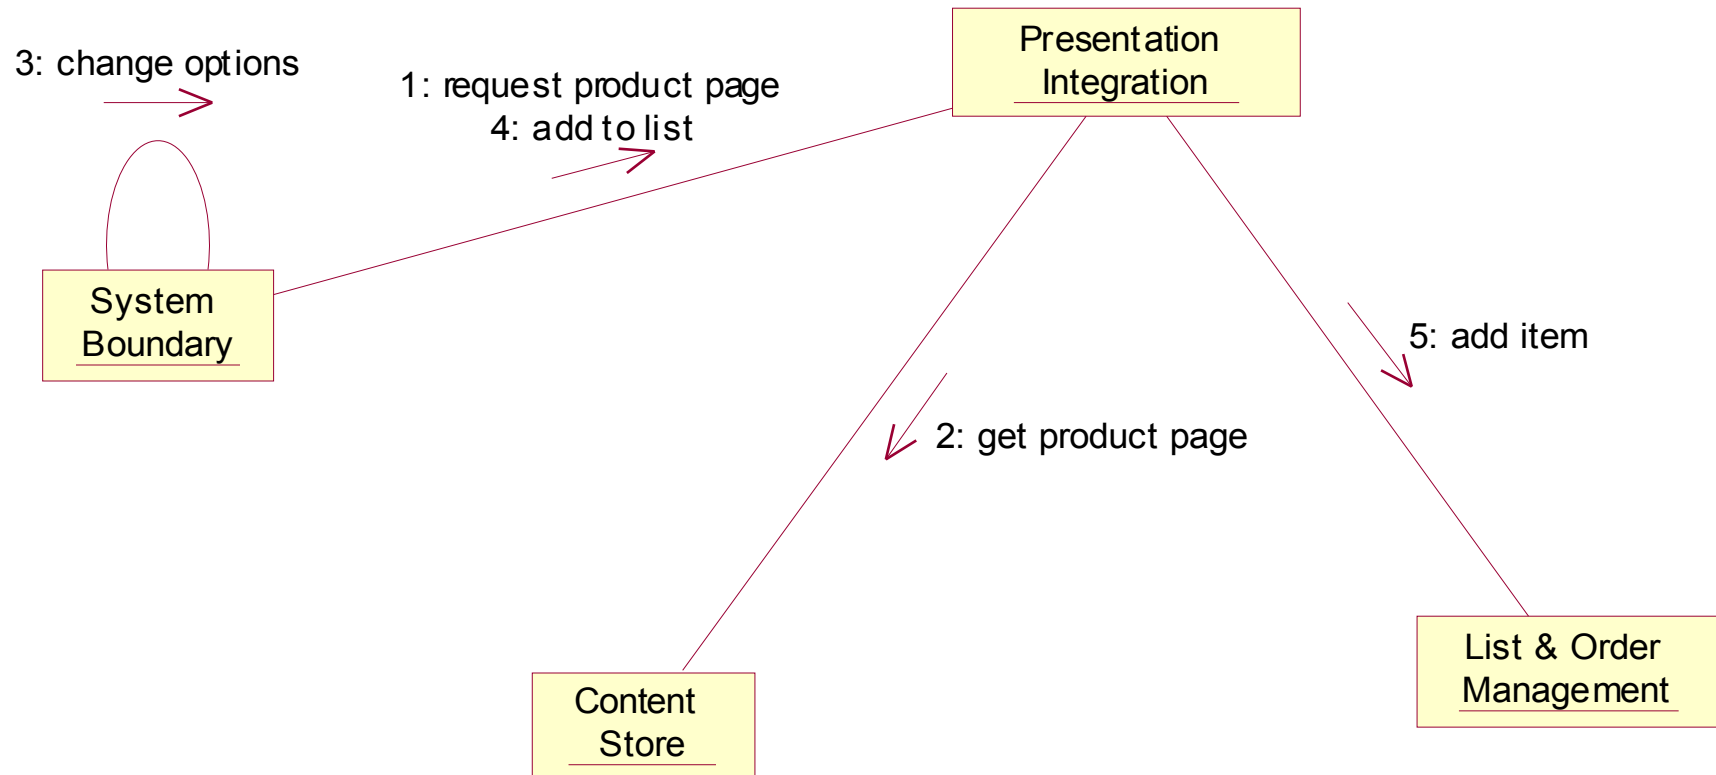 Presentation
Integration
3: change options
1: request product page
4: add to list
System
Boundary
5: add item
2: get product page
List & Order
Management
Content
Store